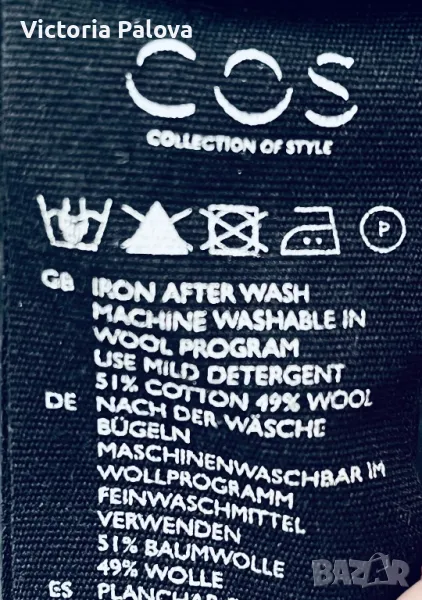 Victoria Palova
COS
COLLECTION OF STYLE
P
GB IRON AFTER WASH
MACHINE WASHABLE IN
WOOL PROGRAM
USE MILD DETERGENT
51% COTTON 49% WOOL
DE NACH DER WÄSCHE
BÜGELN
MASCHINENWASCHBAR IM
WOLLPROGRAMM
FEINWASCHMITTEL
VERWENDEN
51% BAUMWOLLE
49% WOLLE
ES PLANCHAR
BAZAR